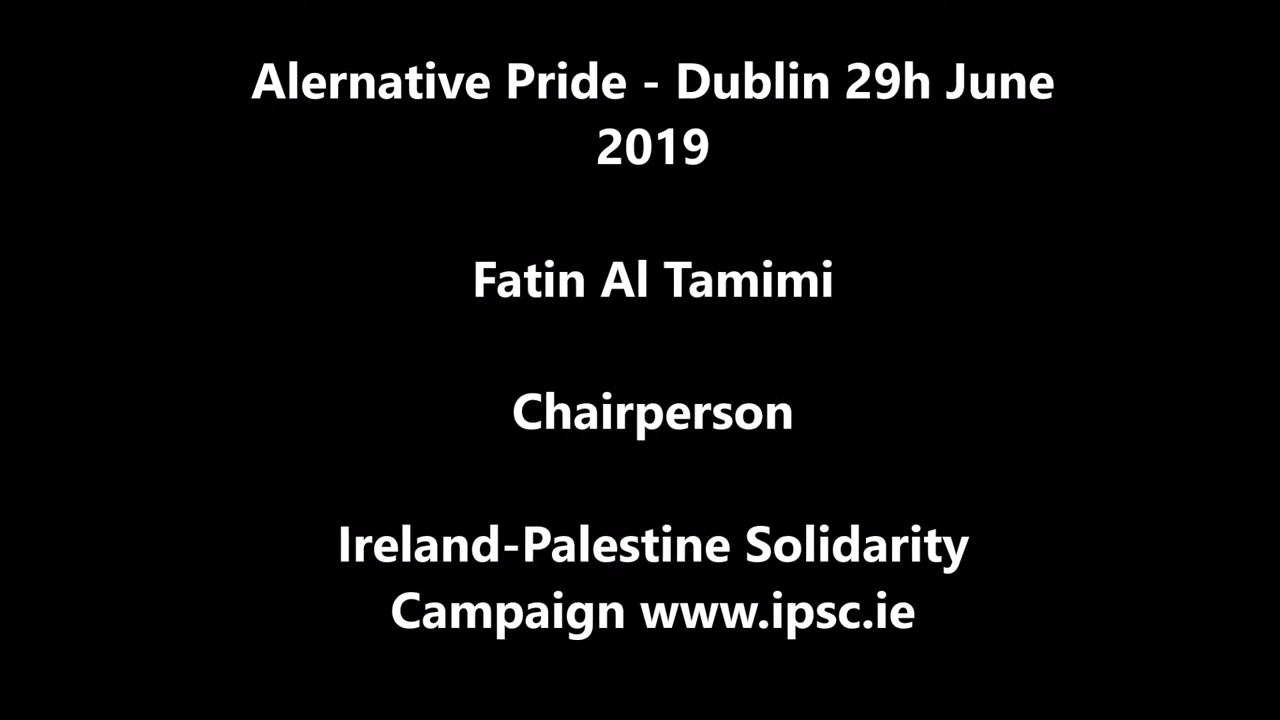 Alernative Pride - Dublin 29h June
2019
Fatin Al Tamimi
Chairperson
Ireland-Palestine Solidarity
Campaign www.ipsc.ie